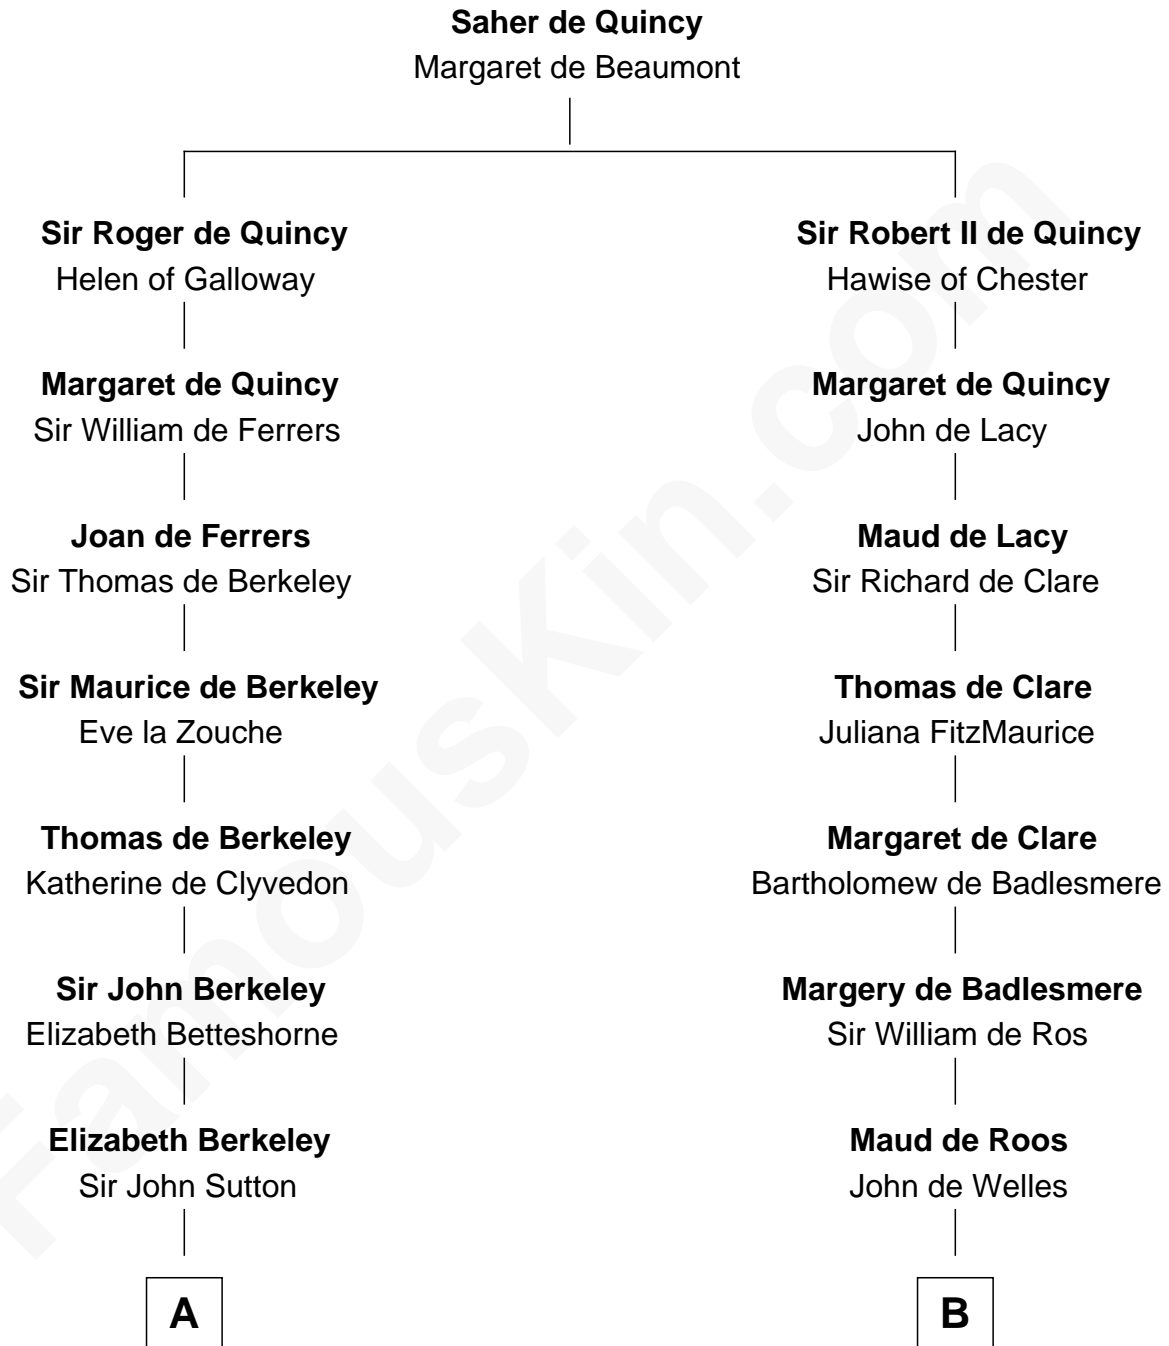 Saher de Quincy
Margaret de Beaumont
Sir Roger de Quincy
Helen of Galloway
Margaret de Quincy
Sir William de Ferrers
Joan de Ferrers
Sir Thomas de Berkeley
Sir Maurice de Berkeley
Eve la Zouche
Thomas de Berkeley
Katherine de Clyvedon
Sir John Berkeley
Elizabeth Betteshorne
Elizabeth Berkeley
Sir John Sutton
A
Sir Robert II de Quincy
Hawise of Chester
Margaret de Quincy
John de Lacy
Maud de Lacy
Sir Richard de Clare
Thomas de Clare
Juliana FitzMaurice
Margaret de Clare
Bartholomew de Badlesmere
Margery de Badlesmere
Sir William de Ros
Maud de Roos
John de Welles
B
FamousKin.com